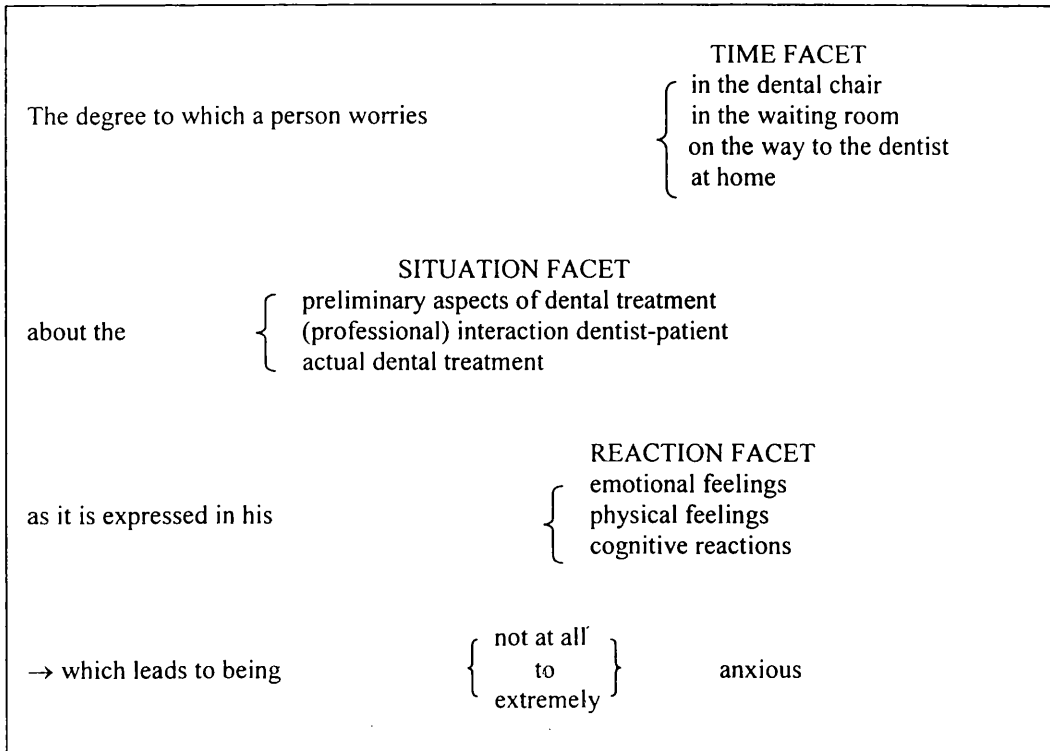 TIME FACET
in the dental chair
The degree to which a person worries
in the waiting room
on the way to the dentist
at home
SITUATION FACET
preliminary aspects of dental treatment
about the
(professional) interaction dentist-patient
actual dental treatment
REACTION FACET
emotional feelings
as it is expressed in his
physical feelings
cognitive reactions
not at all
→ which leads to being
to
anxious
extremely